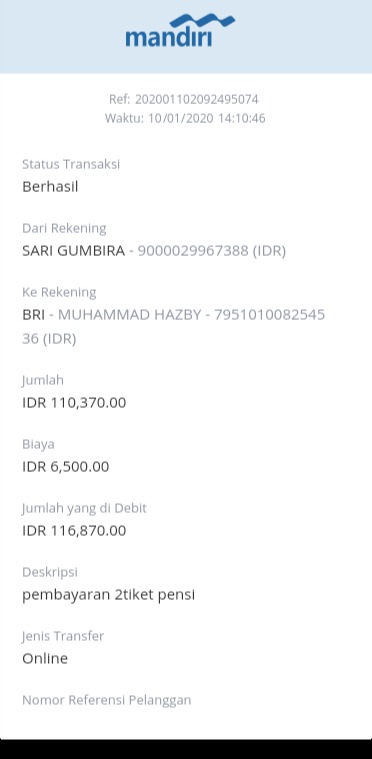 mandiri
Ref: 202001102092495074
Waktu: 10/01/2020 14:10:46
Status Transaksi
Berhasil
Dari Rekening
SARI GUMBIRA - 9000029967388 (IDR)
Ke Rekening
BRI - MUHAMMAD HAZBY - 7951010082545
36 (IDR)
Jumlah
IDR 110,370.00
Biaya
IDR 6,500.00
Jumlah yang di Debit
IDR 116,870.00
Deskripsi
pembayaran 2tiket pensi
Jenis Transfer
Online
Nomor Referensi Pelanggan